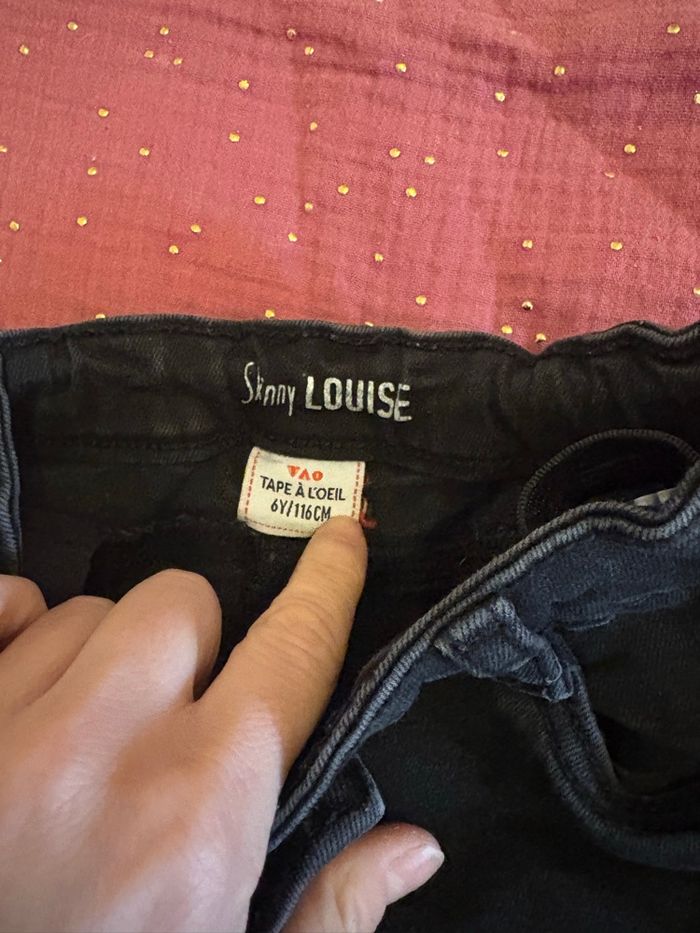 Skinny LOUISE
TAO
TAPE À L'OEIL
6Y/116CM